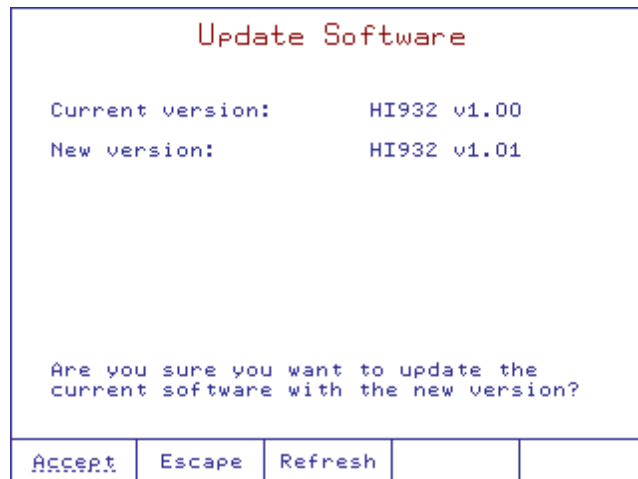 Update Software
Current version: HI932 v1.00
New version: HI932 v1.01
Are you sure you want to update the
current software with the new version?
Accept Escape Refresh